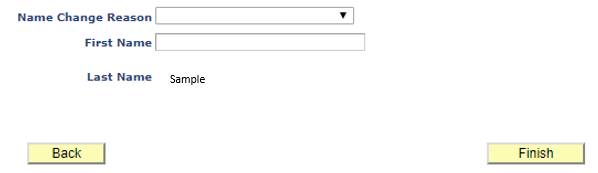 Name Change Reason
First Name
Last Name Sample
Back Finish